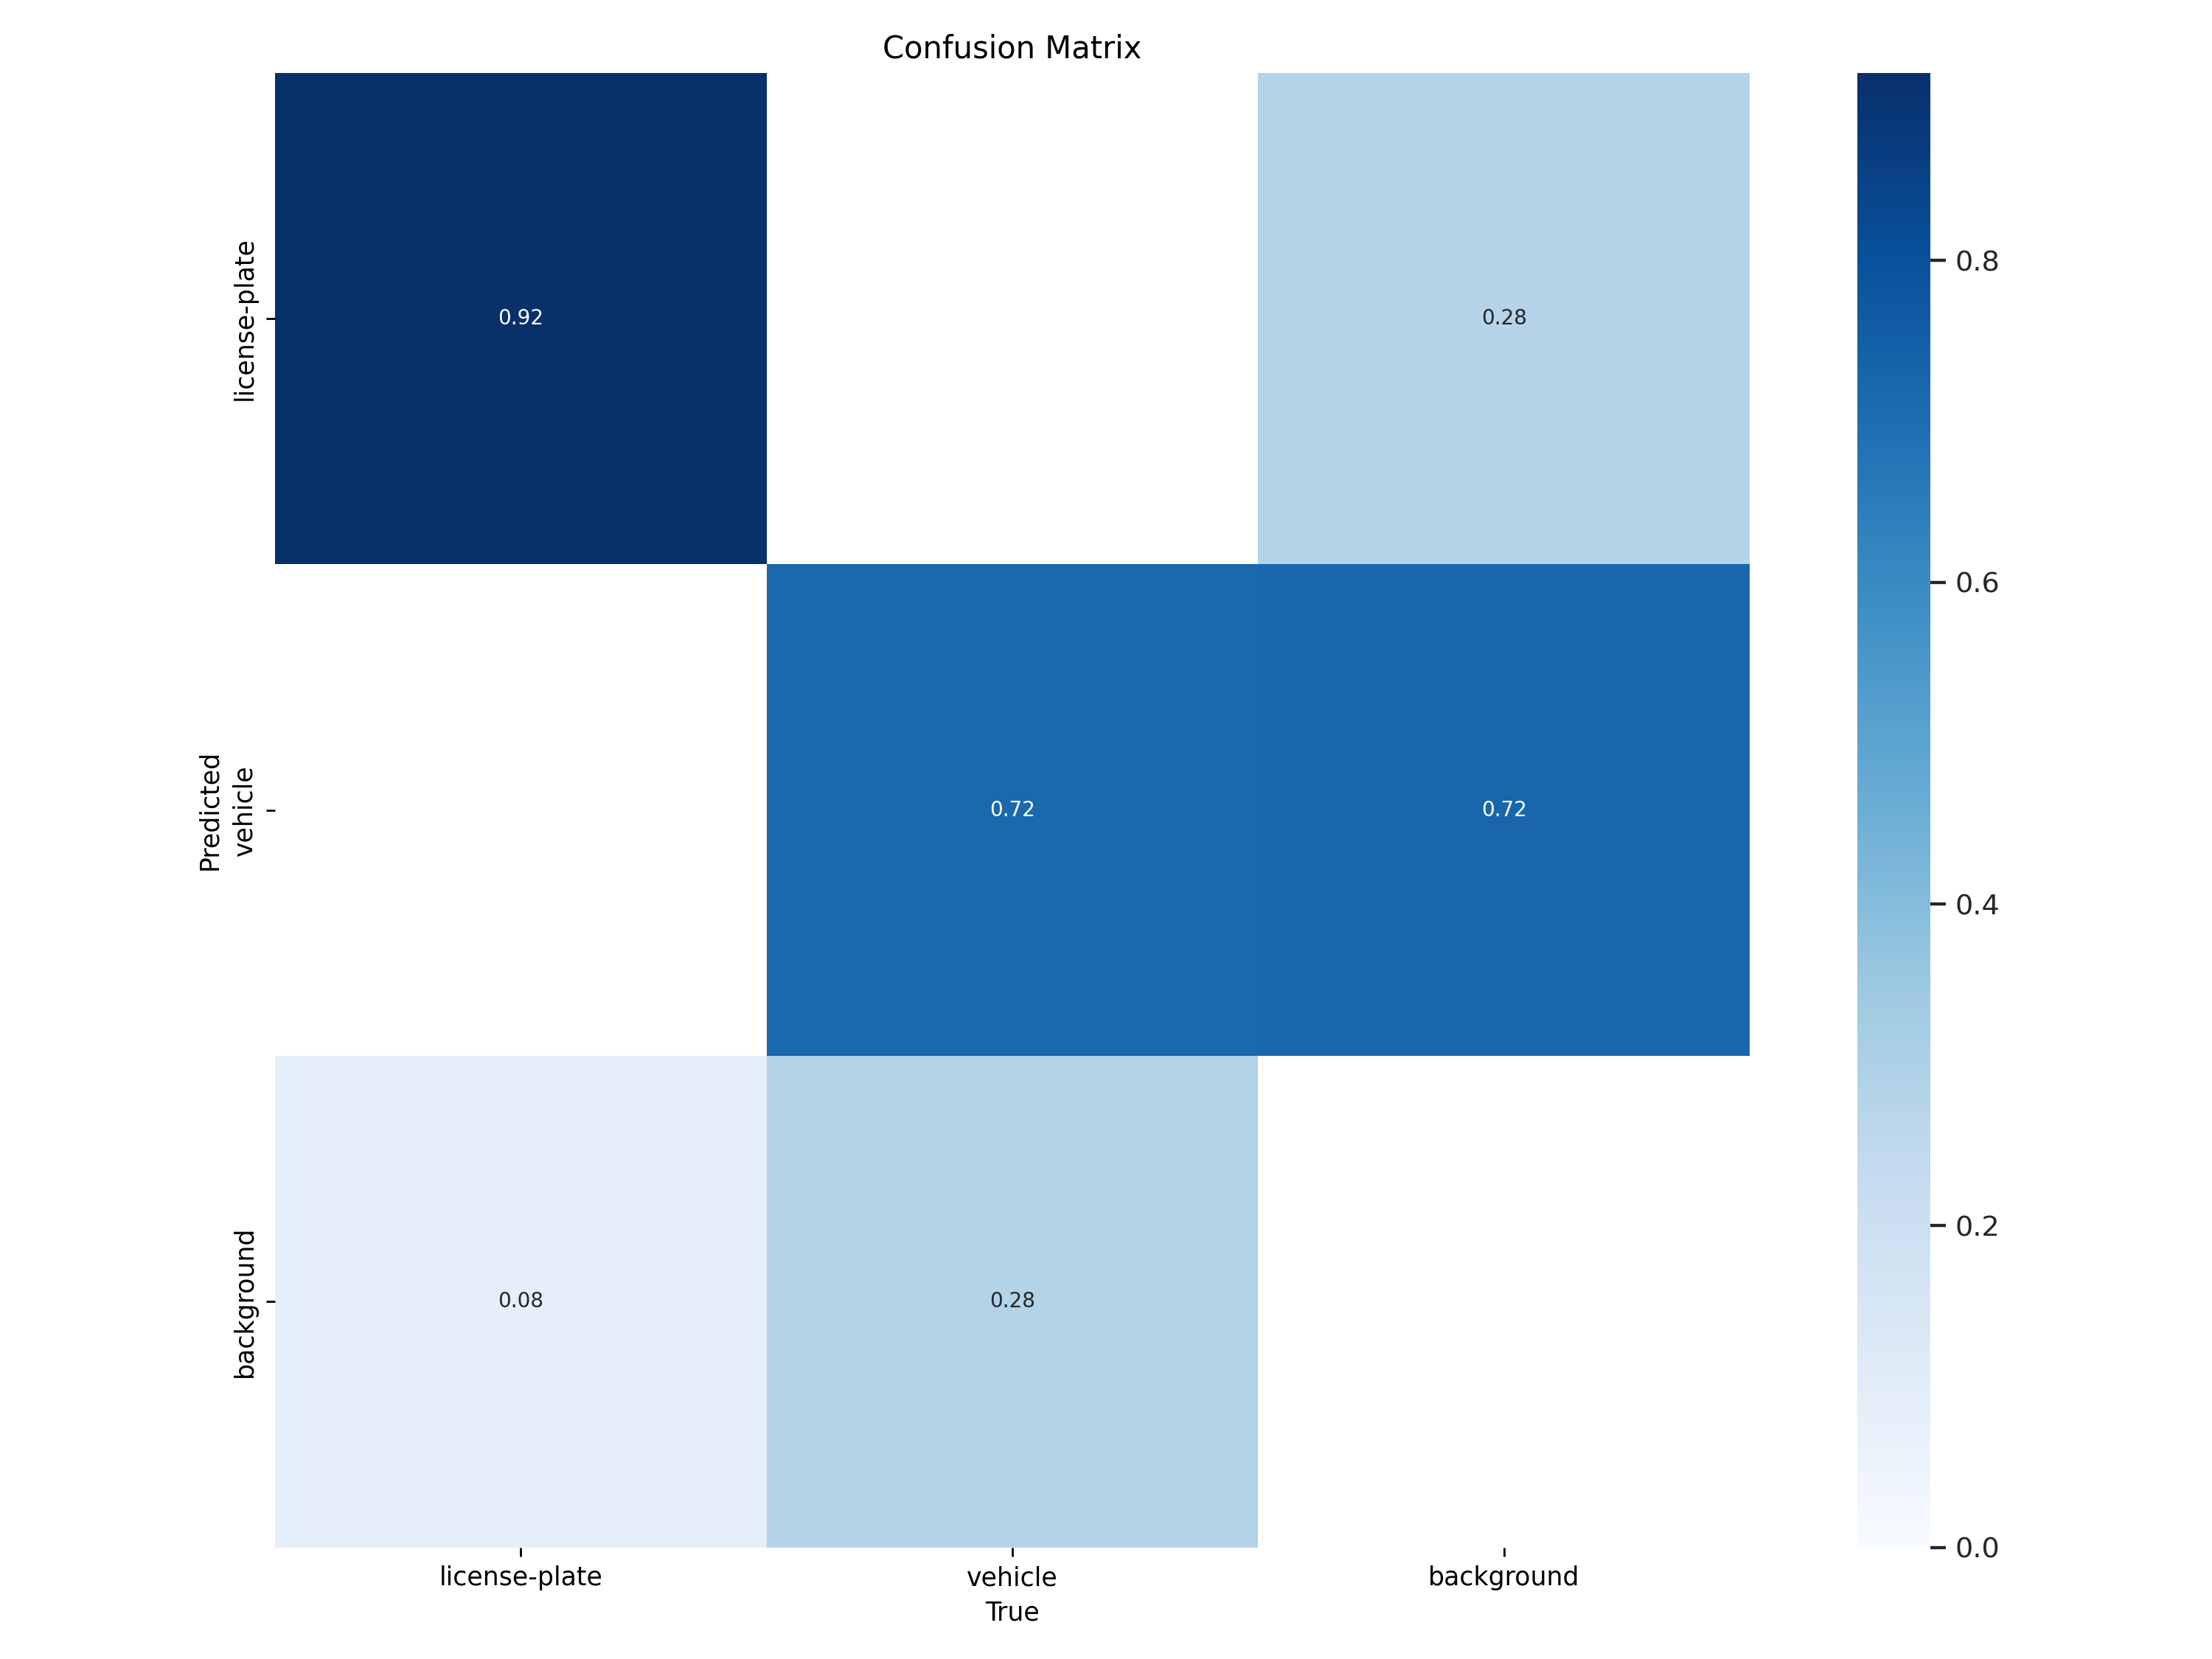 Confusion Matrix
license-plate
0.92
0.28
0.8
0.6
Predicted
vehicle
0.72
0.72
0.4
background
0.08
0.28
0.2
0.0
license-plate
vehicle
background
True